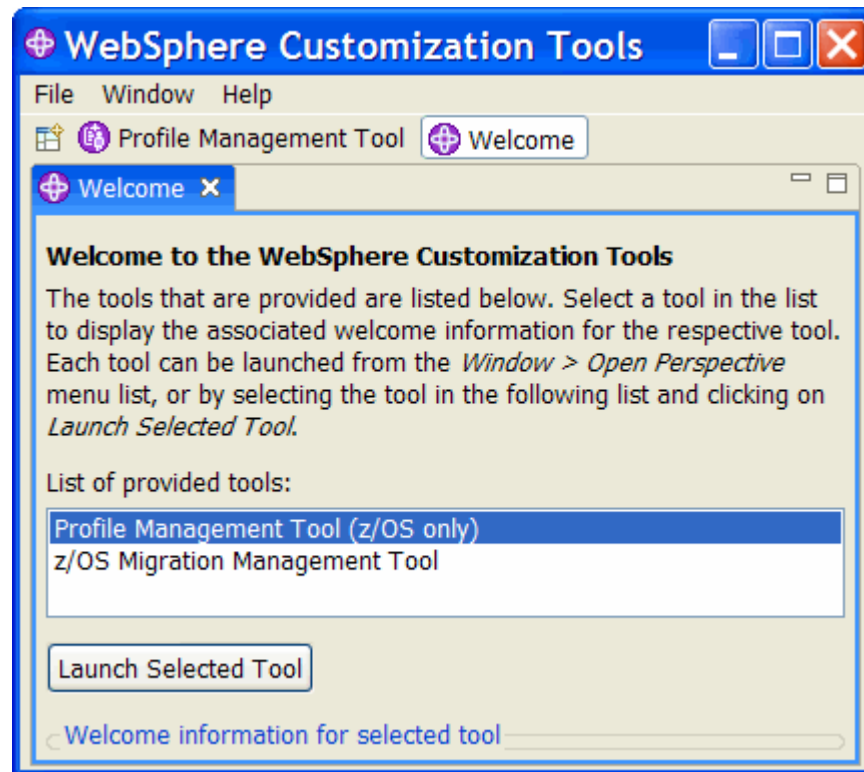 WebSphere Customization Tools
File Window Help
Profile Management Tool Welcome
Welcome
Welcome to the WebSphere Customization Tools
The tools that are provided are listed below. Select a tool in the list
to display the associated welcome information for the respective tool.
Each tool can be launched from the Window > Open Perspective
menu list, or by selecting the tool in the following list and clicking on
Launch Selected Tool.
List of provided tools:
Profile Management Tool (z/OS only)
z/OS Migration Management Tool
Launch Selected Tool
Welcome information for selected tool